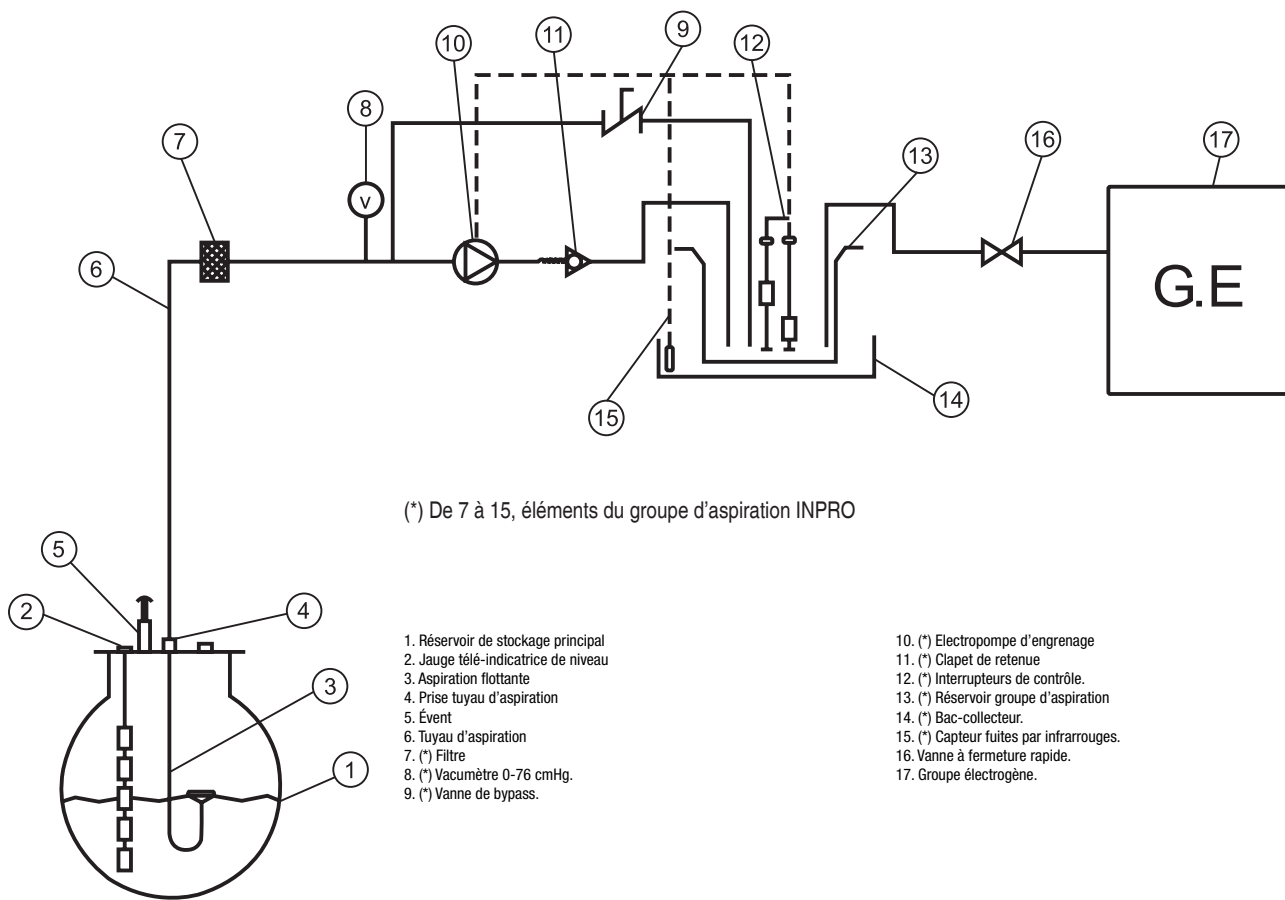 10
11
9
12
8
7
13
16
17
V
6
G.E
14
15
(*) De 7 à 15, éléments du groupe d'aspiration INPRO
5
2
4
3
1
1. Réservoir de stockage principal
2. Jauge télé-indicatrice de niveau
3. Aspiration flottante
4. Prise tuyau d'aspiration
5. Évent
6. Tuyau d'aspiration
7. (*) Filtre
8. (*) Vacumètre 0-76 cmHg.
9. (*) Vanne de bypass.
10. (*) Electropompe d'engrenage
11. (*) Clapet de retenue
12. (*) Interrupteurs de contrôle.
13. (*) Réservoir groupe d'aspiration
14. (*) Bac-collecteur.
15. (*) Capteur fuites par infrarrouges.
16. Vanne à fermeture rapide.
17. Groupe électrogène.